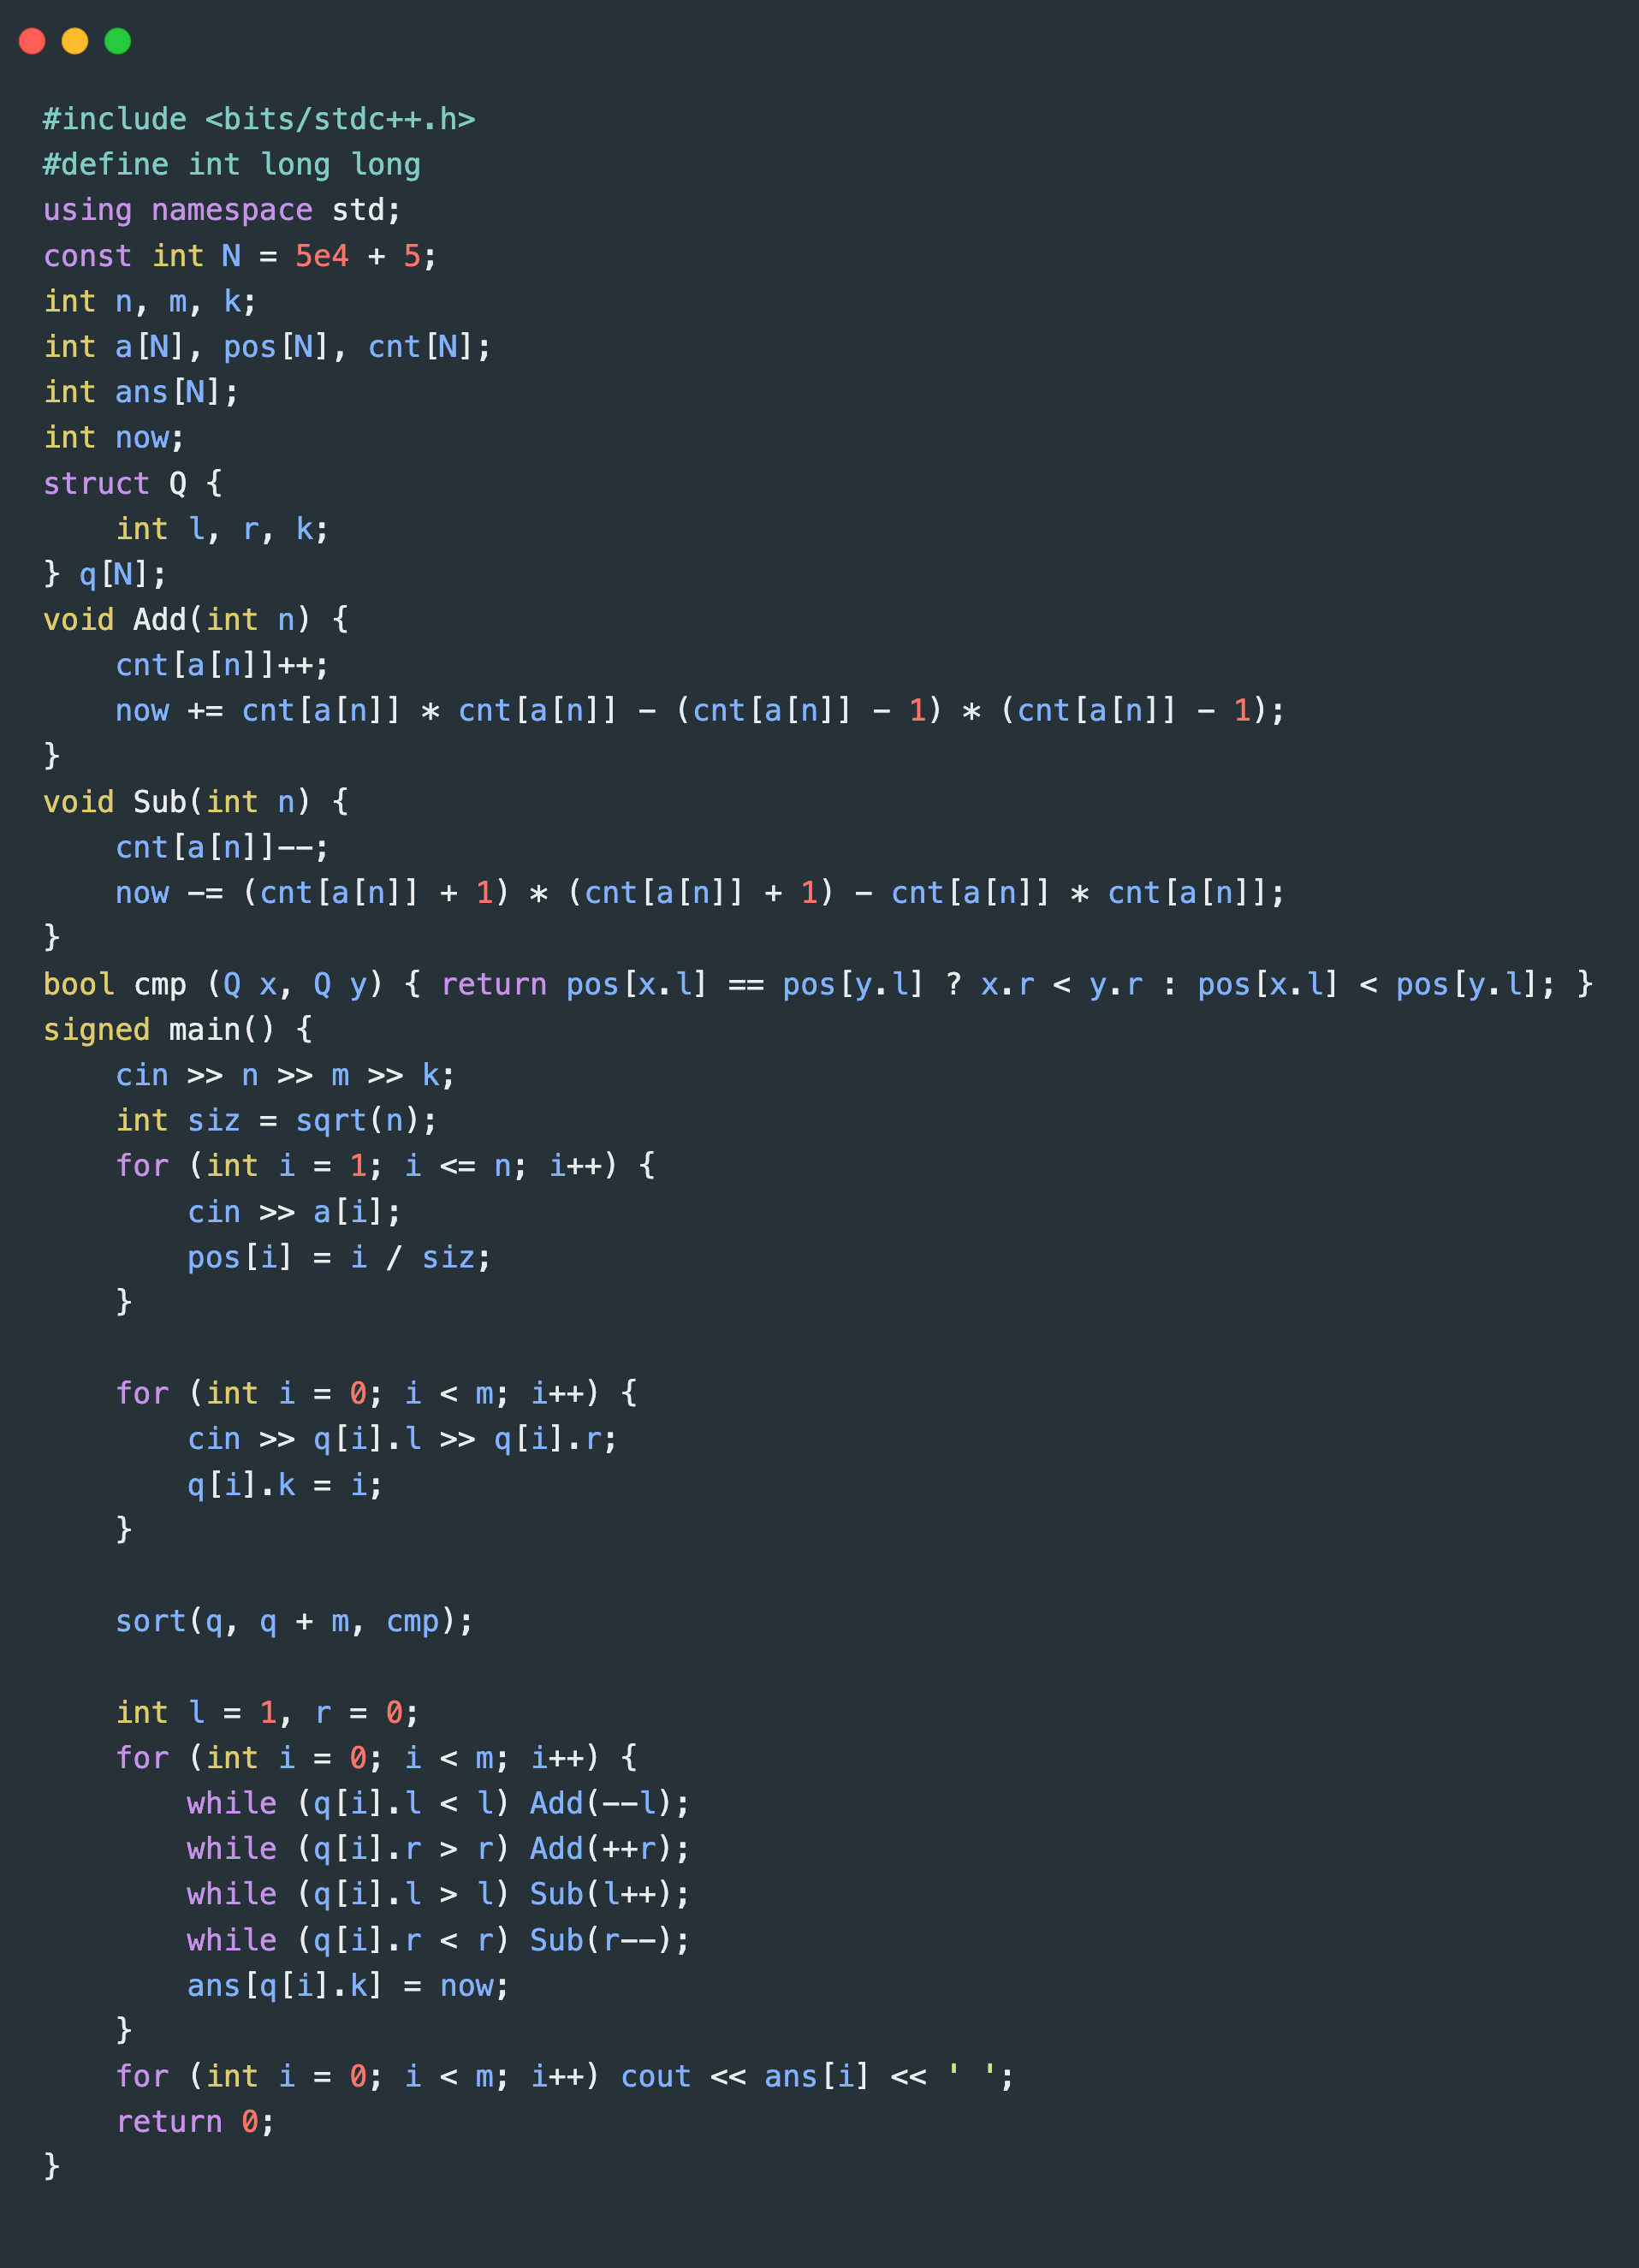 #include <bits/stdc++.h>
#define int long long
using namespace std;
const int N = 5e4 + 5;
int n, m, k;
int a[N], pos[N], cnt[N];
int ans[N];
int now;
struct Q {
    int l, r, k;
} q[N];
void Add(int n) {
    cnt[a[n]]++;
    now += cnt[a[n]] * cnt[a[n]] - (cnt[a[n]] - 1) * (cnt[a[n]] - 1);
}
void Sub(int n) {
    cnt[a[n]]--;
    now -= (cnt[a[n]] + 1) * (cnt[a[n]] + 1) - cnt[a[n]] * cnt[a[n]];
}
bool cmp (Q x, Q y) { return pos[x.l] == pos[y.l] ? x.r < y.r : pos[x.l] < pos[y.l]; }
signed main() {
    cin >> n >> m >> k;
    int siz = sqrt(n);
    for (int i = 1; i <= n; i++) {
        cin >> a[i];
        pos[i] = i / siz;
    }

    for (int i = 0; i < m; i++) {
        cin >> q[i].l >> q[i].r;
        q[i].k = i;
    }

    sort(q, q + m, cmp);

    int l = 1, r = 0;
    for (int i = 0; i < m; i++) {
        while (q[i].l < l) Add(--l);
        while (q[i].r > r) Add(++r);
        while (q[i].l > l) Sub(l++);
        while (q[i].r < r) Sub(r--);
        ans[q[i].k] = now;
    }
    for (int i = 0; i < m; i++) cout << ans[i] << ' ';
    return 0;
}